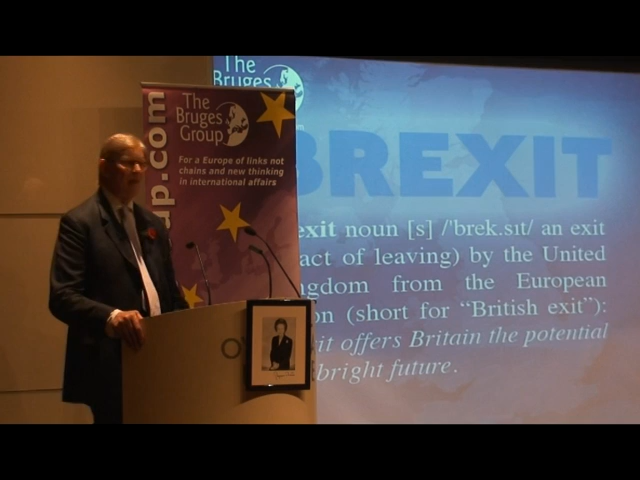 The
Bruges
BREXIT
The
Bruges
Group
For a Europe of links not
chains and new thinking
in international affairs
up.com
exit noun [s] /'brek.sɪt/ an exit
act of leaving) by the United
ngdom from the European
on (short for “British exit”):
it offers Britain the potential
bright future.